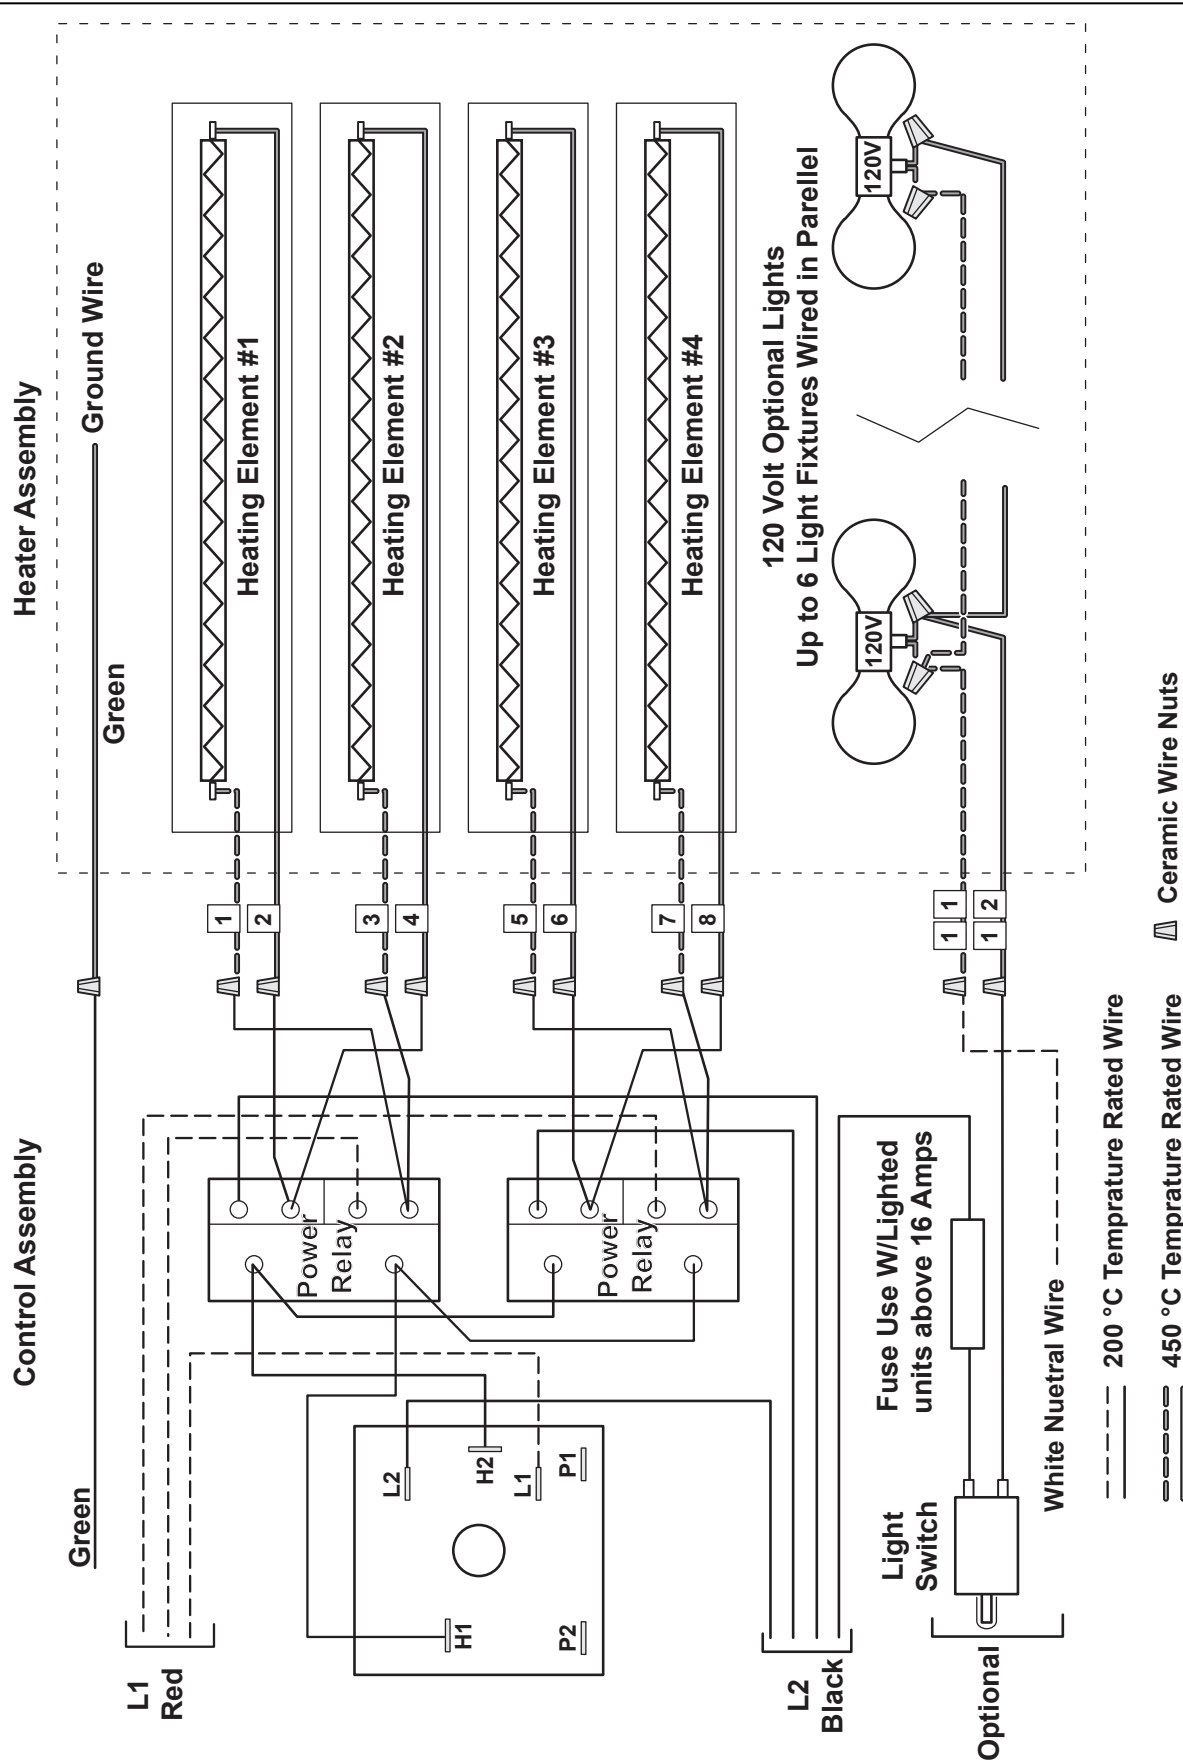 Heater Assembly
Control Assembly
Ground Wire
Green
Green
L1
Red
Heating Element #1
Heating Element #2
Heating Element #3
Heating Element #4
1
2
3
4
5
6
7
8
1 1
1 2
Power
Relay
Power
Relay
L2
H2
L1
P1
H1
P2
L2
Black
120 Volt Optional Lights
Up to 6 Light Fixtures Wired in Parellel
120V
120V
Fuse Use W/Lighted
units above 16 Amps
Light
Switch
Optional
White Nuetral Wire
200 °C Temprature Rated Wire
450 °C Temprature Rated Wire
Ceramic Wire Nuts